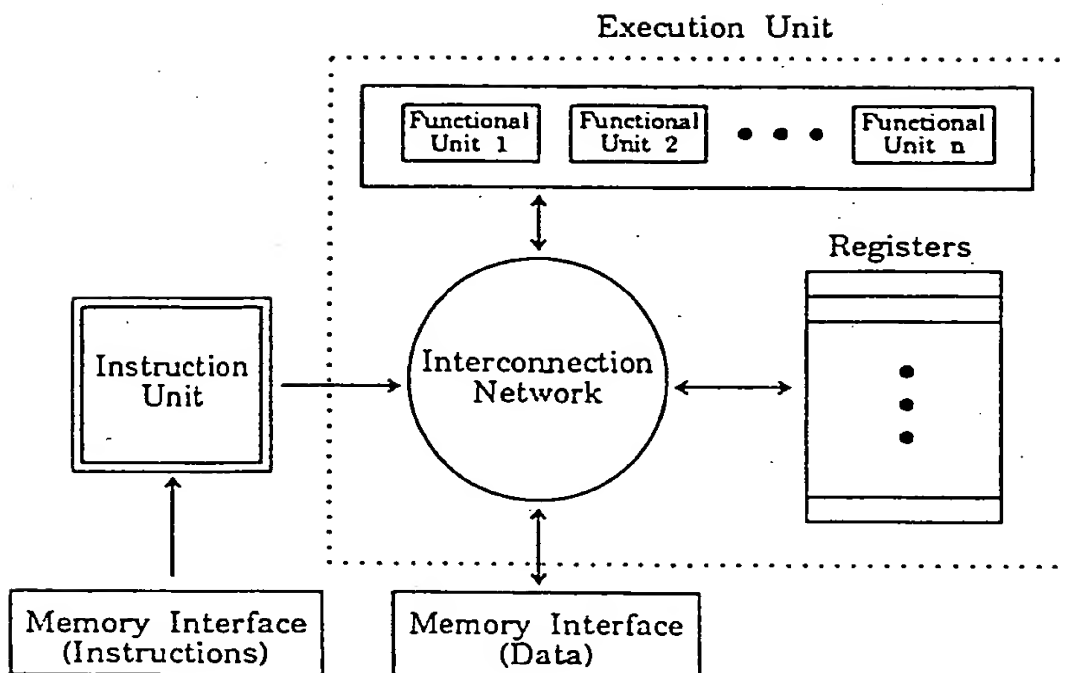 Execution Unit
Functional
Unit 1
Functional
Unit 2
Functional
Unit n
Registers
Instruction
Unit
Interconnection
Network
Memory Interface
(Instructions)
Memory Interface
(Data)